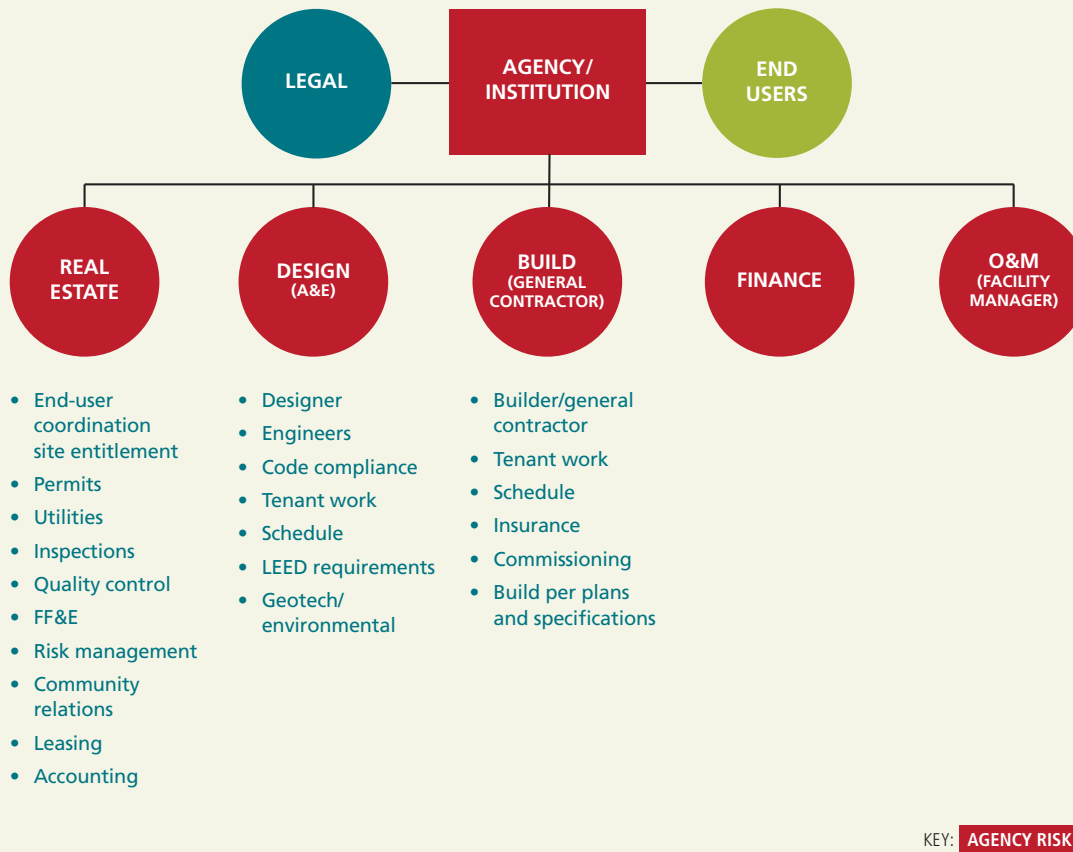 LEGAL
AGENCY/
INSTITUTION
END
USERS
REAL
ESTATE
DESIGN
(A&E)
BUILD
(GENERAL
CONTRACTOR)
FINANCE
O&M
(FACILITY
MANAGER)
• End-user
coordination
site entitlement
• Permits
• Utilities
• Inspections
• Quality control
• FF&E
• Risk management
• Community
relations
• Leasing
• Accounting
• Designer
• Engineers
• Code compliance
• Tenant work
• Schedule
• LEED requirements
• Geotech/
environmental
• Builder/general
contractor
• Tenant work
• Schedule
• Insurance
• Commissioning
• Build per plans
and specifications
KEY: AGENCY RISK